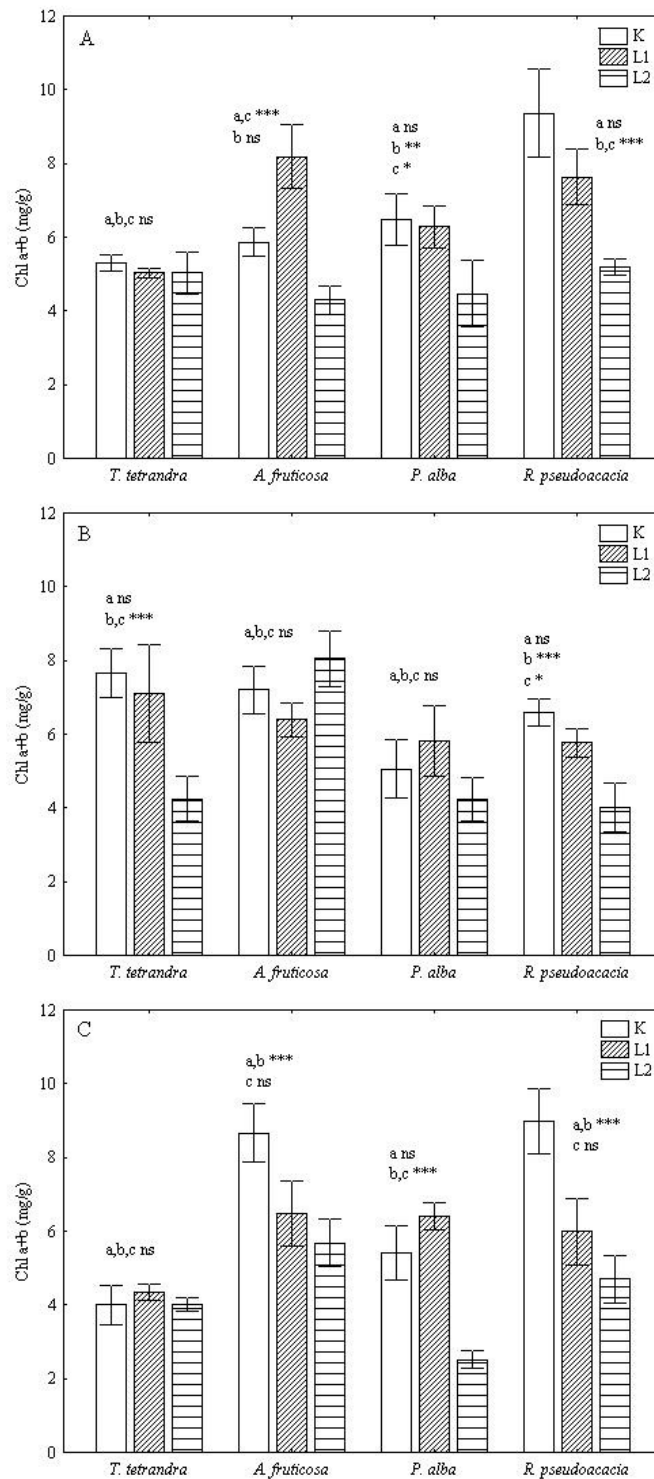 12
A
K
L1
L2
10
a,c ***
b ns
a ns
b **
c *
a ns
b,c ***
8
a,b,c ns
6
4
2
0
Chl a+b (mg/g)
T. tetrandra
A. fruticosa
P. alba
R. pseudoacacia
12
B
K
L1
L2
10
a ns
b,c ***
a,b,c ns
a,b,c ns
a ns
b ***
c *
8
6
4
2
0
Chl a+b (mg/g)
T. tetrandra
A. fruticosa
P. alba
R. pseudoacacia
12
C
K
L1
L2
10
a,b ***
c ns
a ns
b,c ***
a,b ***
c ns
8
a,b,c ns
6
4
2
0
Chl a+b (mg/g)
T. tetrandra
A. fruticosa
P. alba
R. pseudoacacia